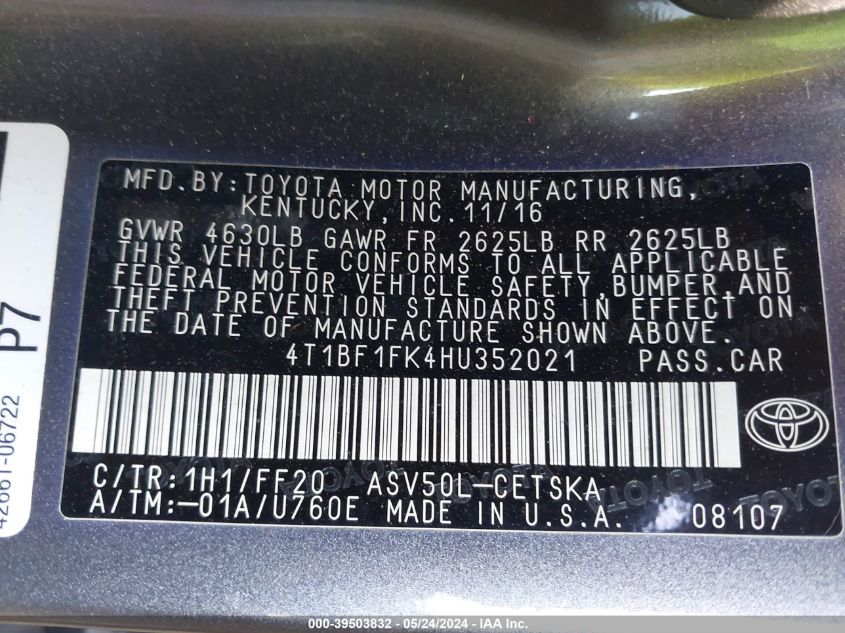 MFD.BY:TOYOTA MOTOR MANUFACTURING,
KENTUCKY,INC.11/16
GVWR 4630LB GAWR FR 2625LB RR 2625LB
THIS VEHICLE CONFORMS TO ALL APPLICABLE
FEDERAL MOTOR VEHICLE SAFETY,BUMPER,AND
THEFT PREVENTION STANDARDS IN EFFECT ON
THE DATE OF MANUFACTURE SHOWN ABOVE.
4T1BF1FK4HU352021 PASS.CAR
C/TR:1H1/FF20 ASV50L-CETSKA
A/TM:-01A/U760E MADE IN U.S.A. 08107
TOYOTA
P7
42661-06722
000-39503832 - 05/24/2024 - IAA Inc.